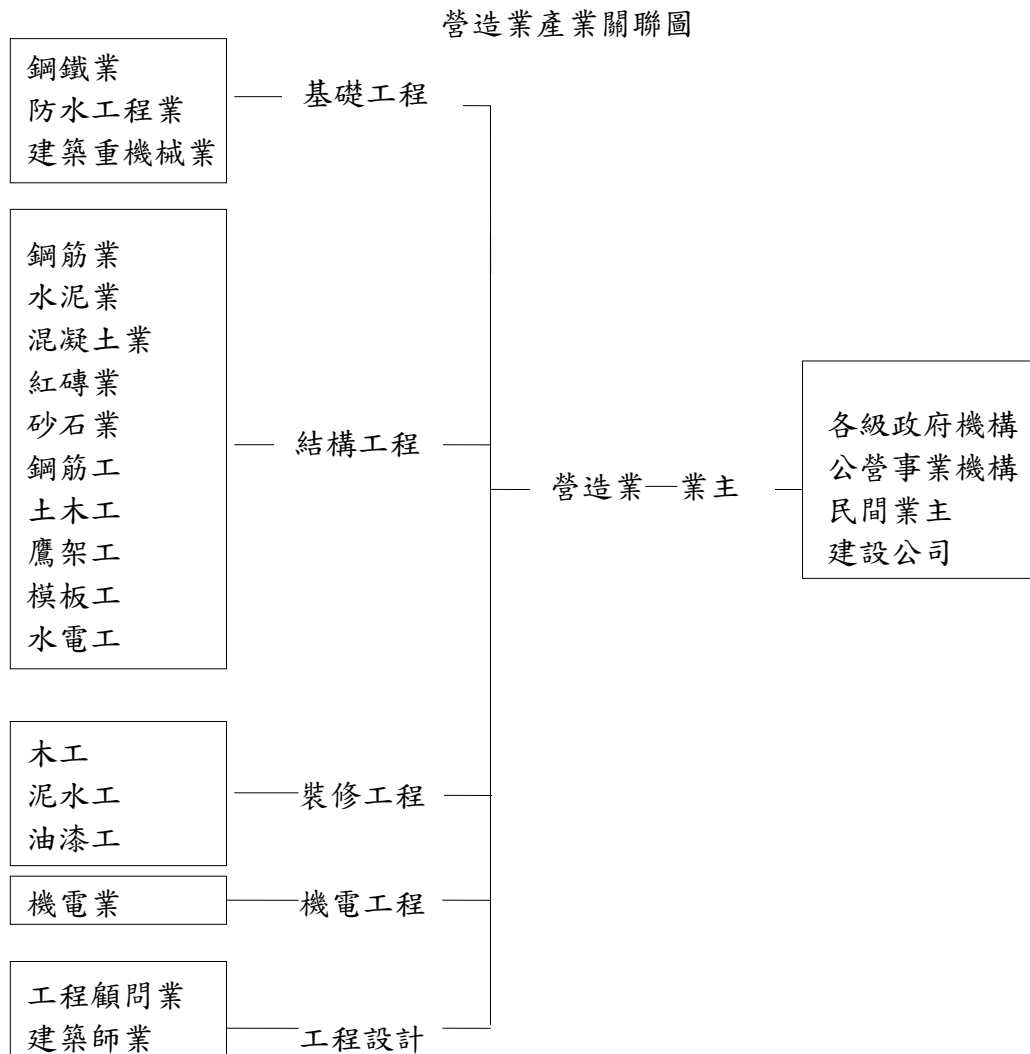 營造業產業關聯圖
鋼鐵業
防水工程業
建築重機械業
基礎工程
鋼筋業
水泥業
混凝土業
紅磚業
砂石業
鋼筋工
土木工
鷹架工
模板工
水電工
結構工程
營造業—業主
各級政府機構
公營事業機構
民間業主
建設公司
木工
泥水工
油漆工
裝修工程
機電業
機電工程
工程顧問業
建築師業
工程設計